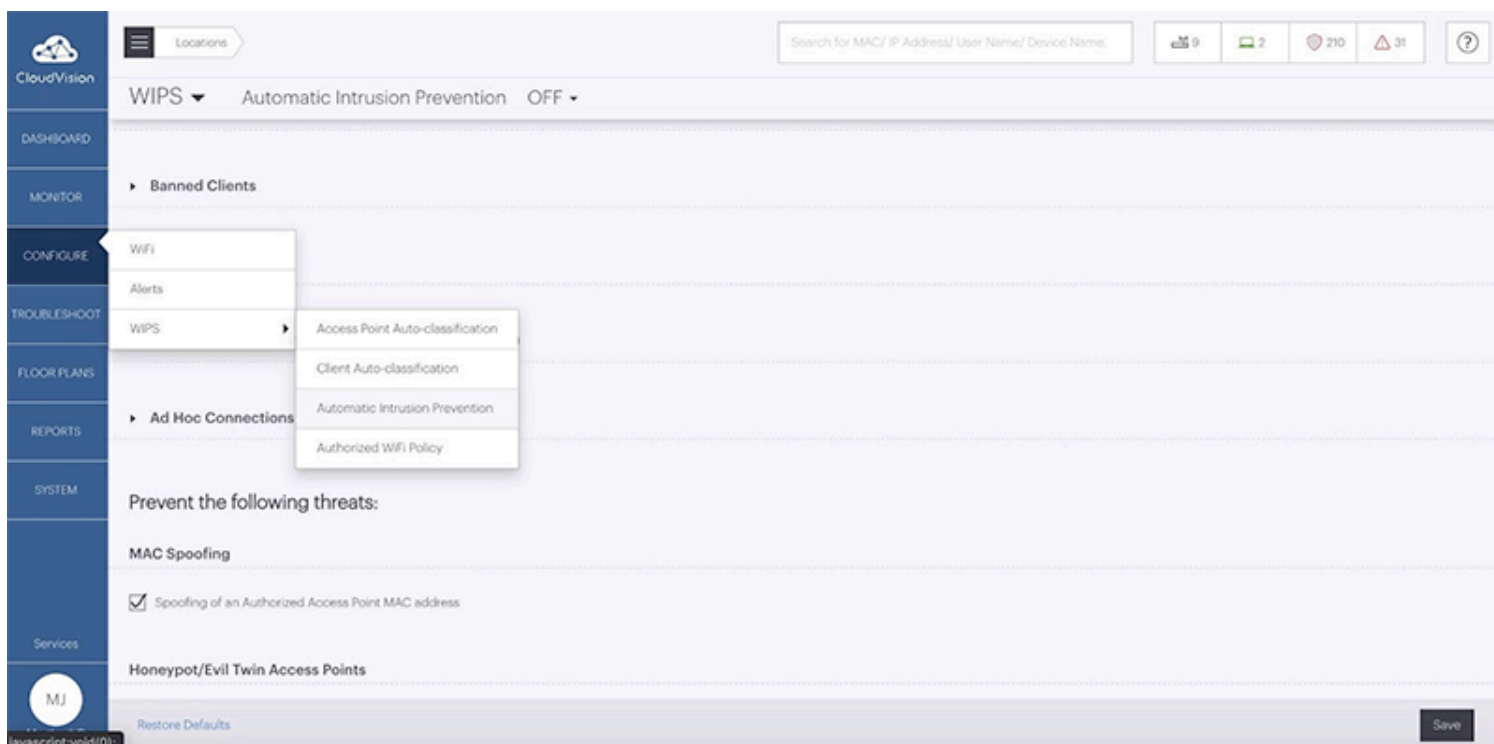 CloudVision
Locations
Search for MAC/ IP Address/ User Name/ Device Name,
9
2
210
31
?
WIPS
Automatic Intrusion Prevention OFF
DASHBOARD
MONITOR
CONFIGURE
TROUBLESHOOT
FLOOR PLANS
REPORTS
SYSTEM
Services
MJ
Banned Clients
WiFi
Alerts
WIPS
Access Point Auto-classification
Client Auto-classification
Automatic Intrusion Prevention
Authorized WiFi Policy
Ad Hoc Connections
Prevent the following threats:
MAC Spoofing
Spoofing of an Authorized Access Point MAC address
Honeypot/Evil Twin Access Points
Restore Defaults
Save
javascript:void(0);